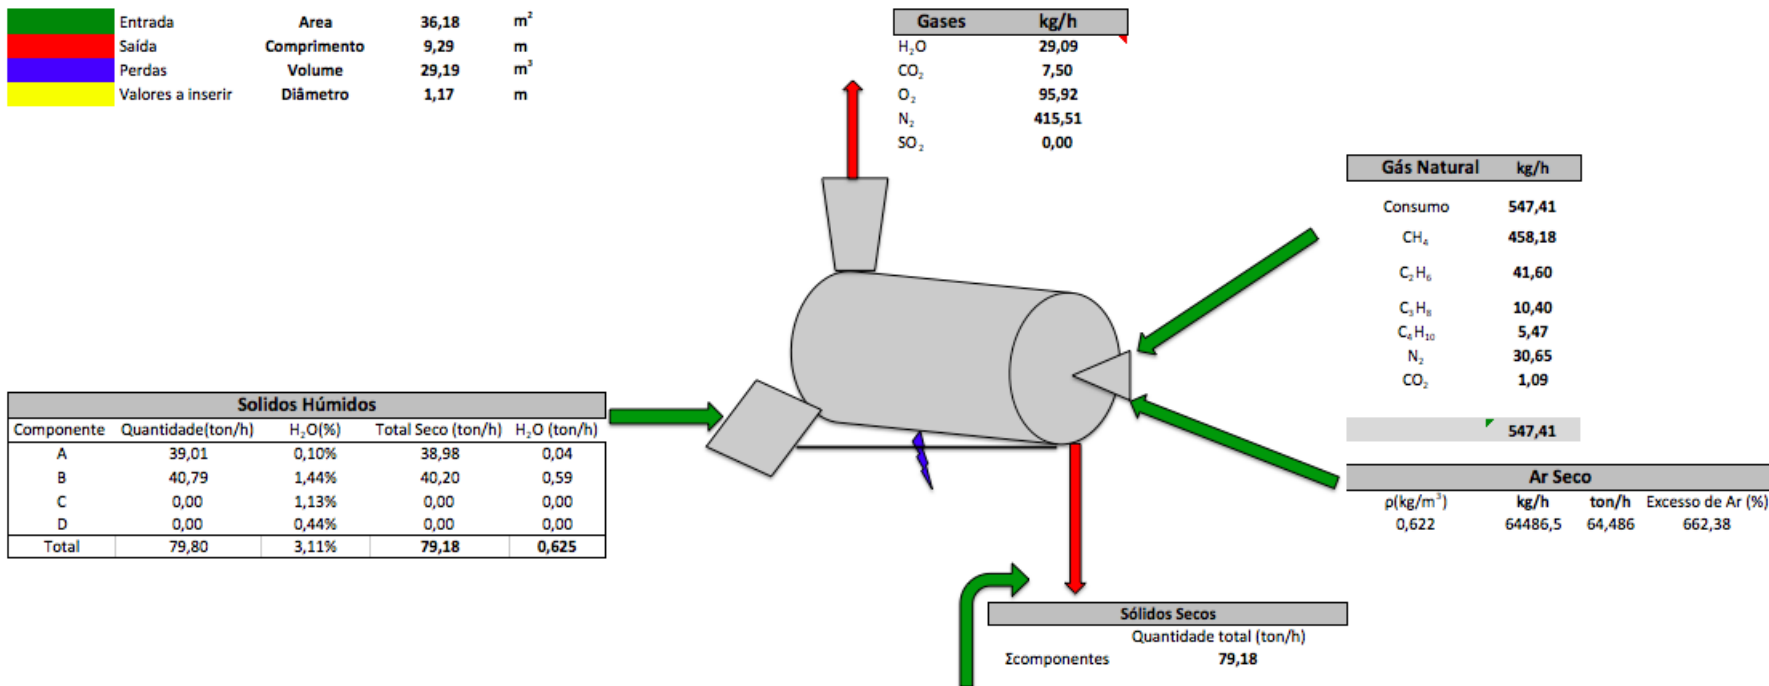 Entrada Area 36,18 m²
Saída Comprimento 9,29 m
Perdas Volume 29,19 m³
Valores a inserir Diâmetro 1,17 m
Gases kg/h
H₂O 29,09
CO₂ 7,50
O₂ 95,92
N₂ 415,51
SO₂ 0,00
Gás Natural kg/h
Consumo 547,41
CH₄ 458,18
C₂H₆ 41,60
C₃H₈ 10,40
C₄H₁₀ 5,47
N₂ 30,65
CO₂ 1,09
547,41
Solidos Húmidos
Componente Quantidade(ton/h) H₂O(%) Total Seco (ton/h) H₂O (ton/h)
A 39,01 0,10% 38,98 0,04
B 40,79 1,44% 40,20 0,59
C 0,00 1,13% 0,00 0,00
D 0,00 0,44% 0,00 0,00
Total 79,80 3,11% 79,18 0,625
Ar Seco
ρ(kg/m³) kg/h ton/h Excesso de Ar (%)
0,622 64486,5 64,486 662,38
Sólidos Secos
Quantidade total (ton/h)
Σcomponentes 79,18